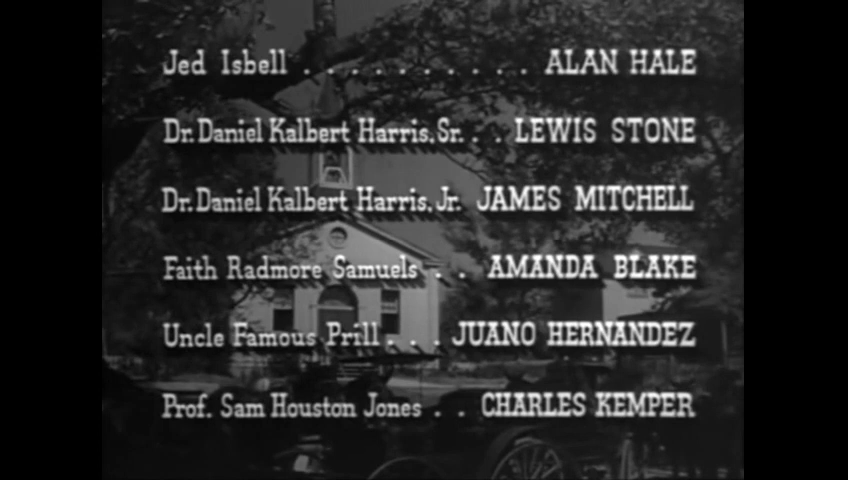 Jed Isbell . . . . . . . . . . ALAN HALE
Dr. Daniel Kalbert Harris, Sr. . . LEWIS STONE
Dr. Daniel Kalbert Harris, Jr. JAMES MITCHELL
Faith Radmore Samuels . . AMANDA BLAKE
Uncle Famous Prill . . . JUANO HERNANDEZ
Prof. Sam Houston Jones . . CHARLES KEMPER